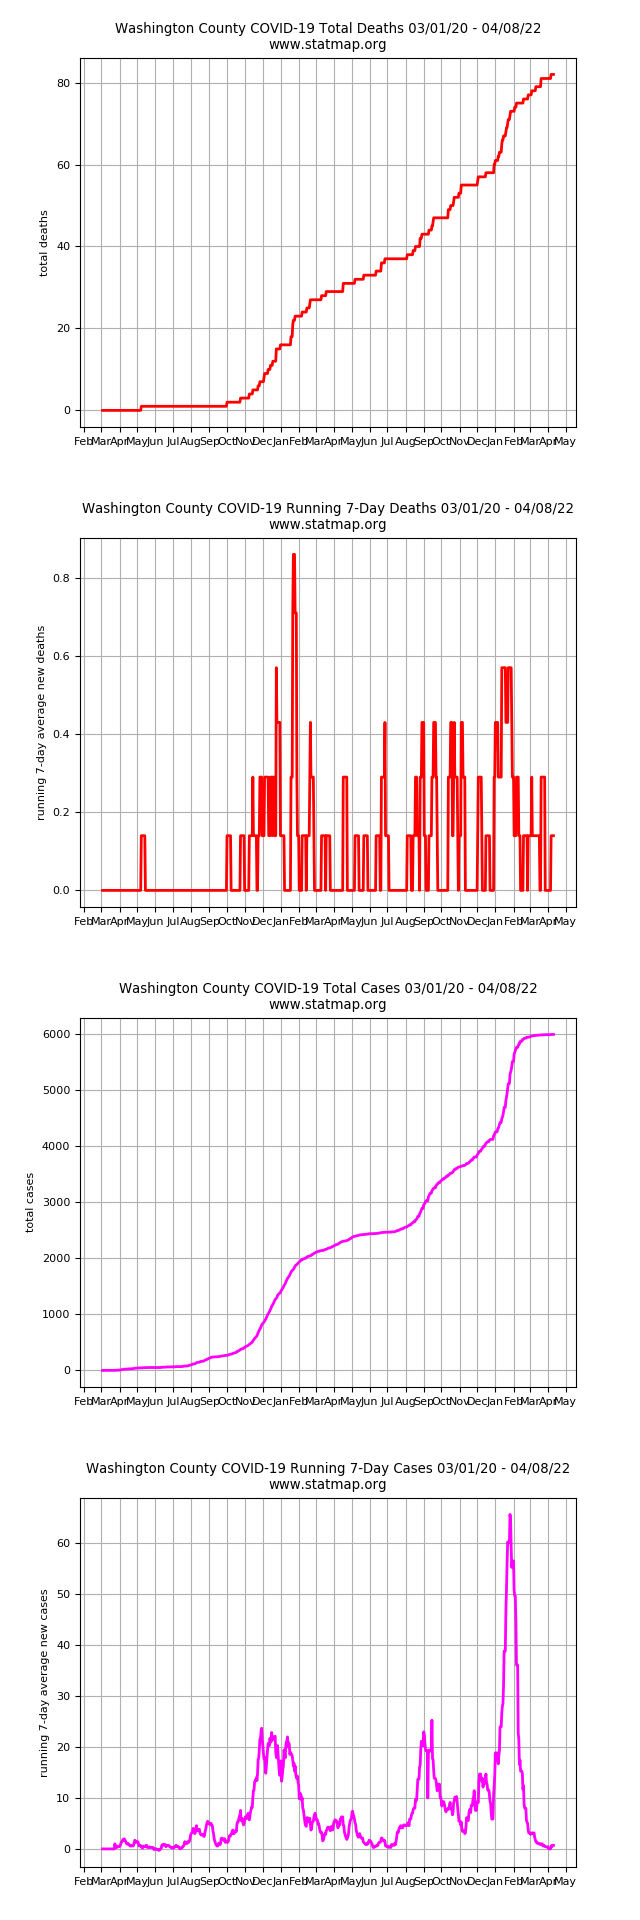 Washington County COVID-19 Total Deaths 03/01/20 - 04/08/22
www.statmap.org
80
60
40
20
0
total deaths
Feb Mar Apr May Jun Jul Aug Sep Oct Nov Dec Jan Feb Mar Apr May Jun Jul Aug Sep Oct Nov Dec Jan Feb Mar Apr May
Washington County COVID-19 Running 7-Day Deaths 03/01/20 - 04/08/22
www.statmap.org
0.8
0.6
0.4
0.2
0.0
running 7-day average new deaths
Feb Mar Apr May Jun Jul Aug Sep Oct Nov Dec Jan Feb Mar Apr May Jun Jul Aug Sep Oct Nov Dec Jan Feb Mar Apr May
Washington County COVID-19 Total Cases 03/01/20 - 04/08/22
www.statmap.org
6000
5000
4000
3000
2000
1000
0
total cases
Feb Mar Apr May Jun Jul Aug Sep Oct Nov Dec Jan Feb Mar Apr May Jun Jul Aug Sep Oct Nov Dec Jan Feb Mar Apr May
Washington County COVID-19 Running 7-Day Cases 03/01/20 - 04/08/22
www.statmap.org
60
50
40
30
20
10
0
running 7-day average new cases
Feb Mar Apr May Jun Jul Aug Sep Oct Nov Dec Jan Feb Mar Apr May Jun Jul Aug Sep Oct Nov Dec Jan Feb Mar Apr May